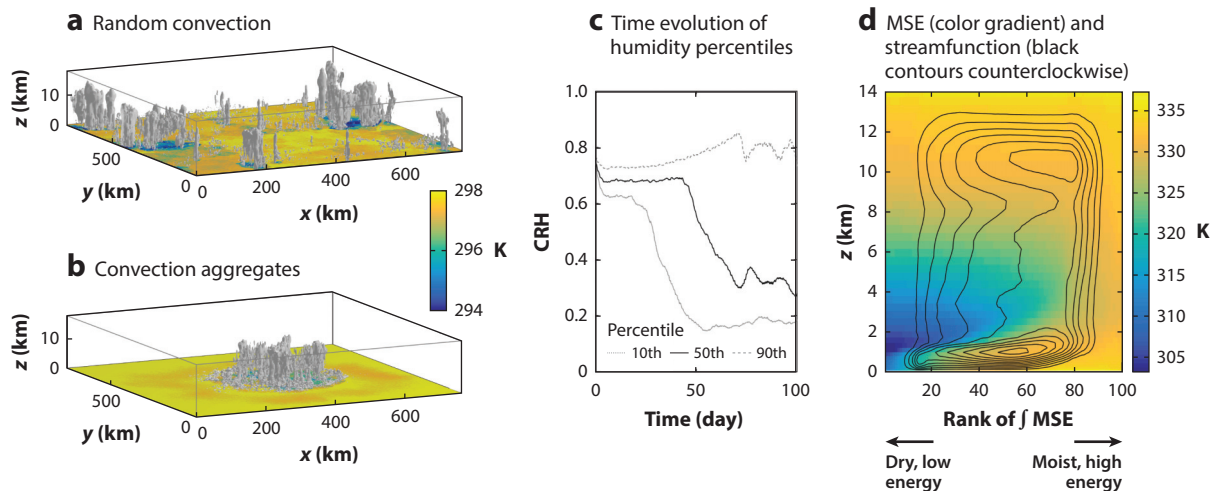 a Random convection
z (km)
10
0
500
y (km)
0
0
200
400
600
x (km)
298
296
K
294
b Convection aggregates
z (km)
10
0
500
y (km)
0
0
200
400
600
x (km)
c Time evolution of
humidity percentiles
CRH
1.0
0.8
0.6
0.4
0.2
0
Percentile
10th 50th 90th
0 50 100
Time (day)
d MSE (color gradient) and
streamfunction (black
contours counterclockwise)
z (km)
14
12
10
8
6
4
2
0
20 40 60 80 100
Rank of ∫ MSE
Dry, low
energy
Moist, high
energy
335
330
325
320
K
315
310
305